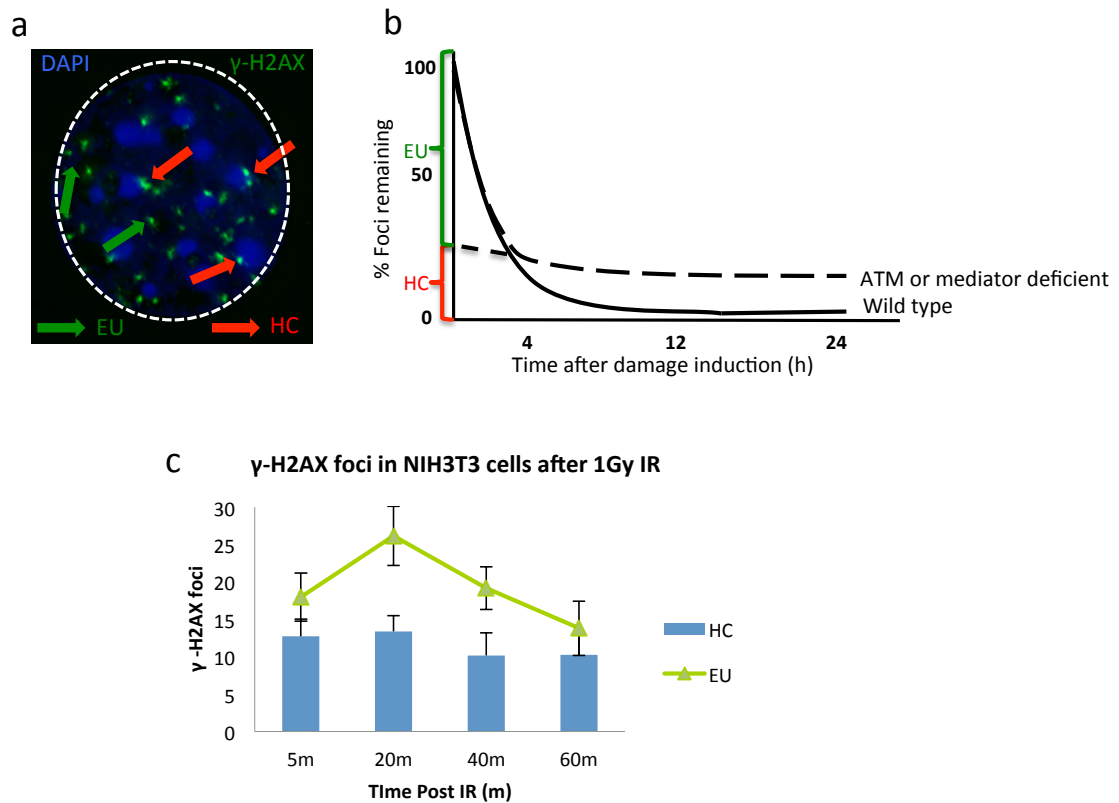 a
DAPI γ-H2AX
EU HC
b
% Foci remaining
100
EU
50
HC
0
ATM or mediator deficient
Wild type
4 12 24
Time after damage induction (h)
c
γ-H2AX foci in NIH3T3 cells after 1Gy IR
γ -H2AX foci
30
25
20
15
10
5
0
5m 20m 40m 60m
TIme Post IR (m)
HC
EU